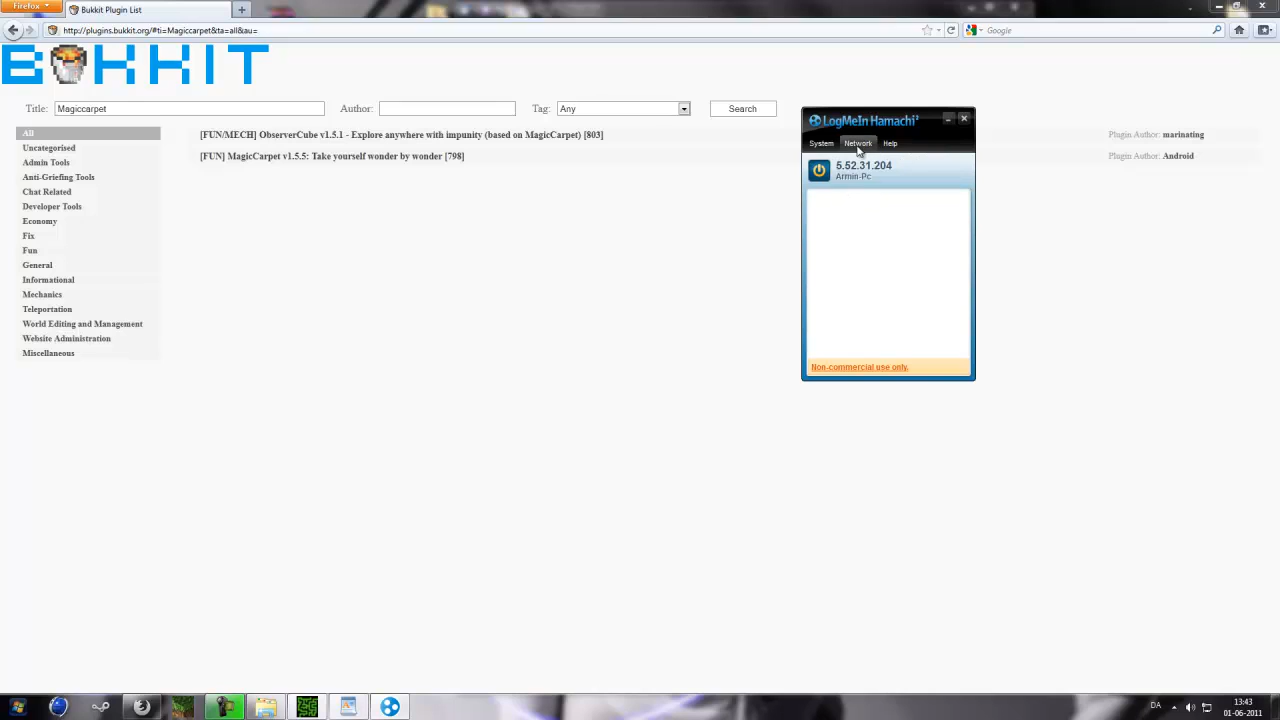 Firefox
Bukkit Plugin List
http://plugins.bukkit.org/#ti=Magiccarpet&ta=all&au=
Google
BUKKIT
Title: Magiccarpet Author: Tag: Any Search
All
Uncategorised
Admin Tools
Anti-Griefing Tools
Chat Related
Developer Tools
Economy
Fix
Fun
General
Informational
Mechanics
Teleportation
World Editing and Management
Website Administration
Miscellaneous
[FUN/MECH] ObserverCube v1.5.1 - Explore anywhere with impunity (based on MagicCarpet) [803]
Plugin Author: marinating
[FUN] MagicCarpet v1.5.5: Take yourself wonder by wonder [798]
Plugin Author: Android
LogMeIn Hamachi²
System Network Help
5.52.31.204
Armin-Pc
Non-commercial use only.
DA
13:43
01-06-2011